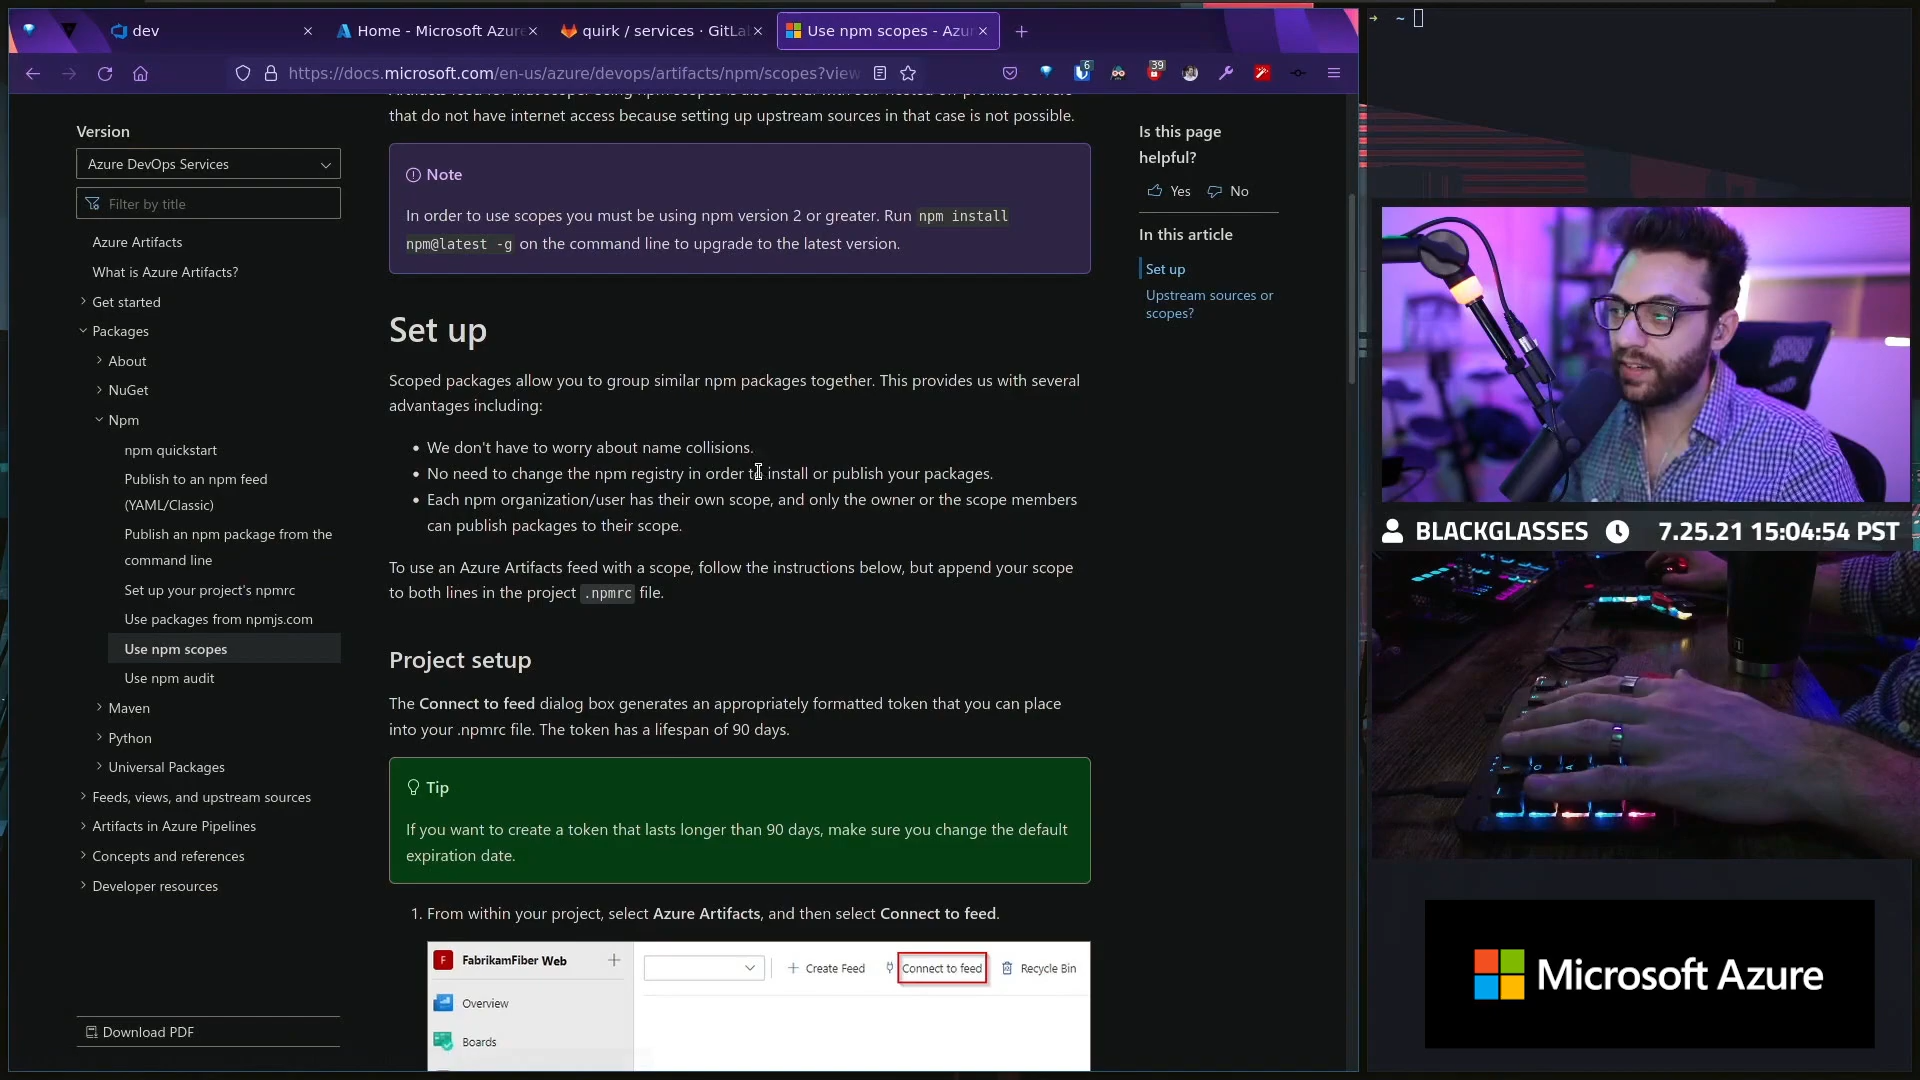 dev
Home - Microsoft Azure
quirk / services · GitLa
Use npm scopes - Azur
https://docs.microsoft.com/en-us/azure/devops/artifacts/npm/scopes?view
6
39
→ ~
Version
Azure DevOps Services
Filter by title
Azure Artifacts
What is Azure Artifacts?
Get started
Packages
About
NuGet
Npm
npm quickstart
Publish to an npm feed
(YAML/Classic)
Publish an npm package from the
command line
Set up your project's npmrc
Use packages from npmjs.com
Use npm scopes
Use npm audit
Maven
Python
Universal Packages
Feeds, views, and upstream sources
Artifacts in Azure Pipelines
Concepts and references
Developer resources
Download PDF
that do not have internet access because setting up upstream sources in that case is not possible.
Note
In order to use scopes you must be using npm version 2 or greater. Run npm install
npm@latest -g on the command line to upgrade to the latest version.
Set up
Scoped packages allow you to group similar npm packages together. This provides us with several
advantages including:
• We don't have to worry about name collisions.
• No need to change the npm registry in order to install or publish your packages.
• Each npm organization/user has their own scope, and only the owner or the scope members
can publish packages to their scope.
To use an Azure Artifacts feed with a scope, follow the instructions below, but append your scope
to both lines in the project .npmrc file.
Project setup
The Connect to feed dialog box generates an appropriately formatted token that you can place
into your .npmrc file. The token has a lifespan of 90 days.
Tip
If you want to create a token that lasts longer than 90 days, make sure you change the default
expiration date.
1. From within your project, select Azure Artifacts, and then select Connect to feed.
F FabrikamFiber Web
Create Feed
Connect to feed
Recycle Bin
Overview
Boards
Is this page
helpful?
Yes No
In this article
Set up
Upstream sources or
scopes?
BLACKGLASSES 7.25.21 15:04:54 PST
Microsoft Azure